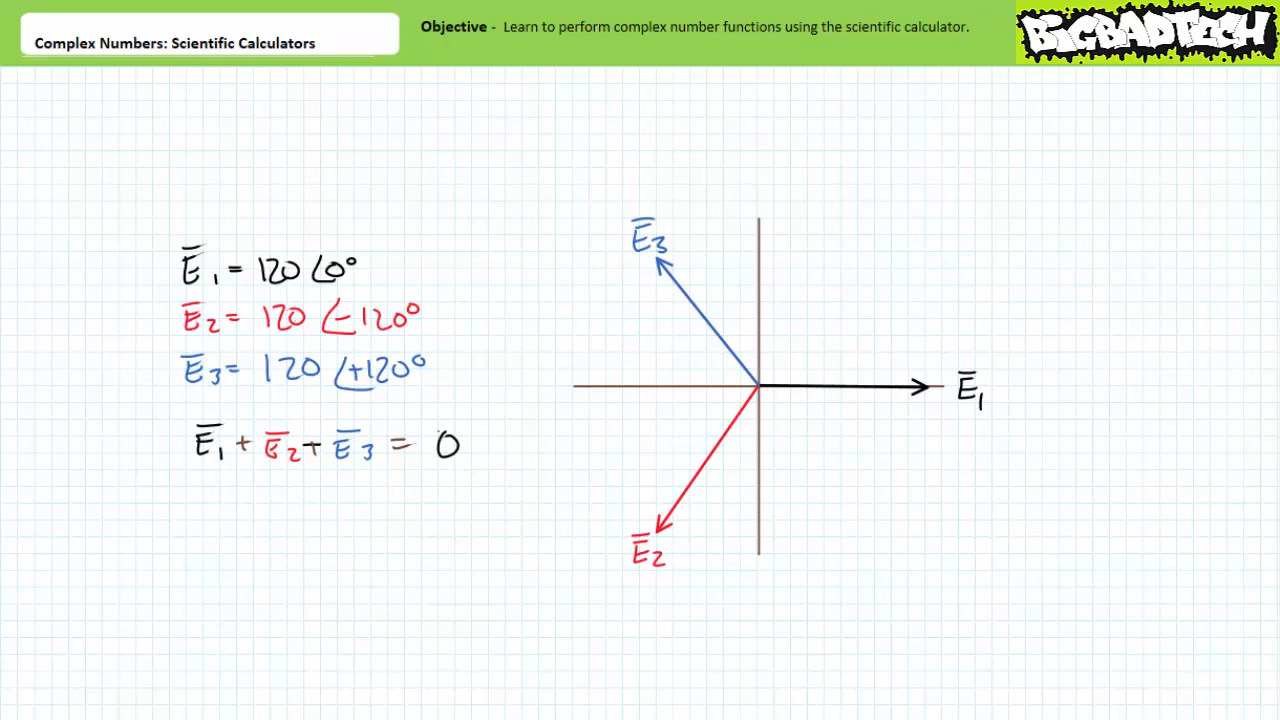 Complex Numbers: Scientific Calculators
Objective - Learn to perform complex number functions using the scientific calculator.
BIGBADTECH
E̅1 = 120 ∠0°
E̅2 = 120 ∠-120°
E̅3 = 120 ∠+120°
E̅1 + E̅2 + E̅3 = 0
E̅3
E̅1
E̅2